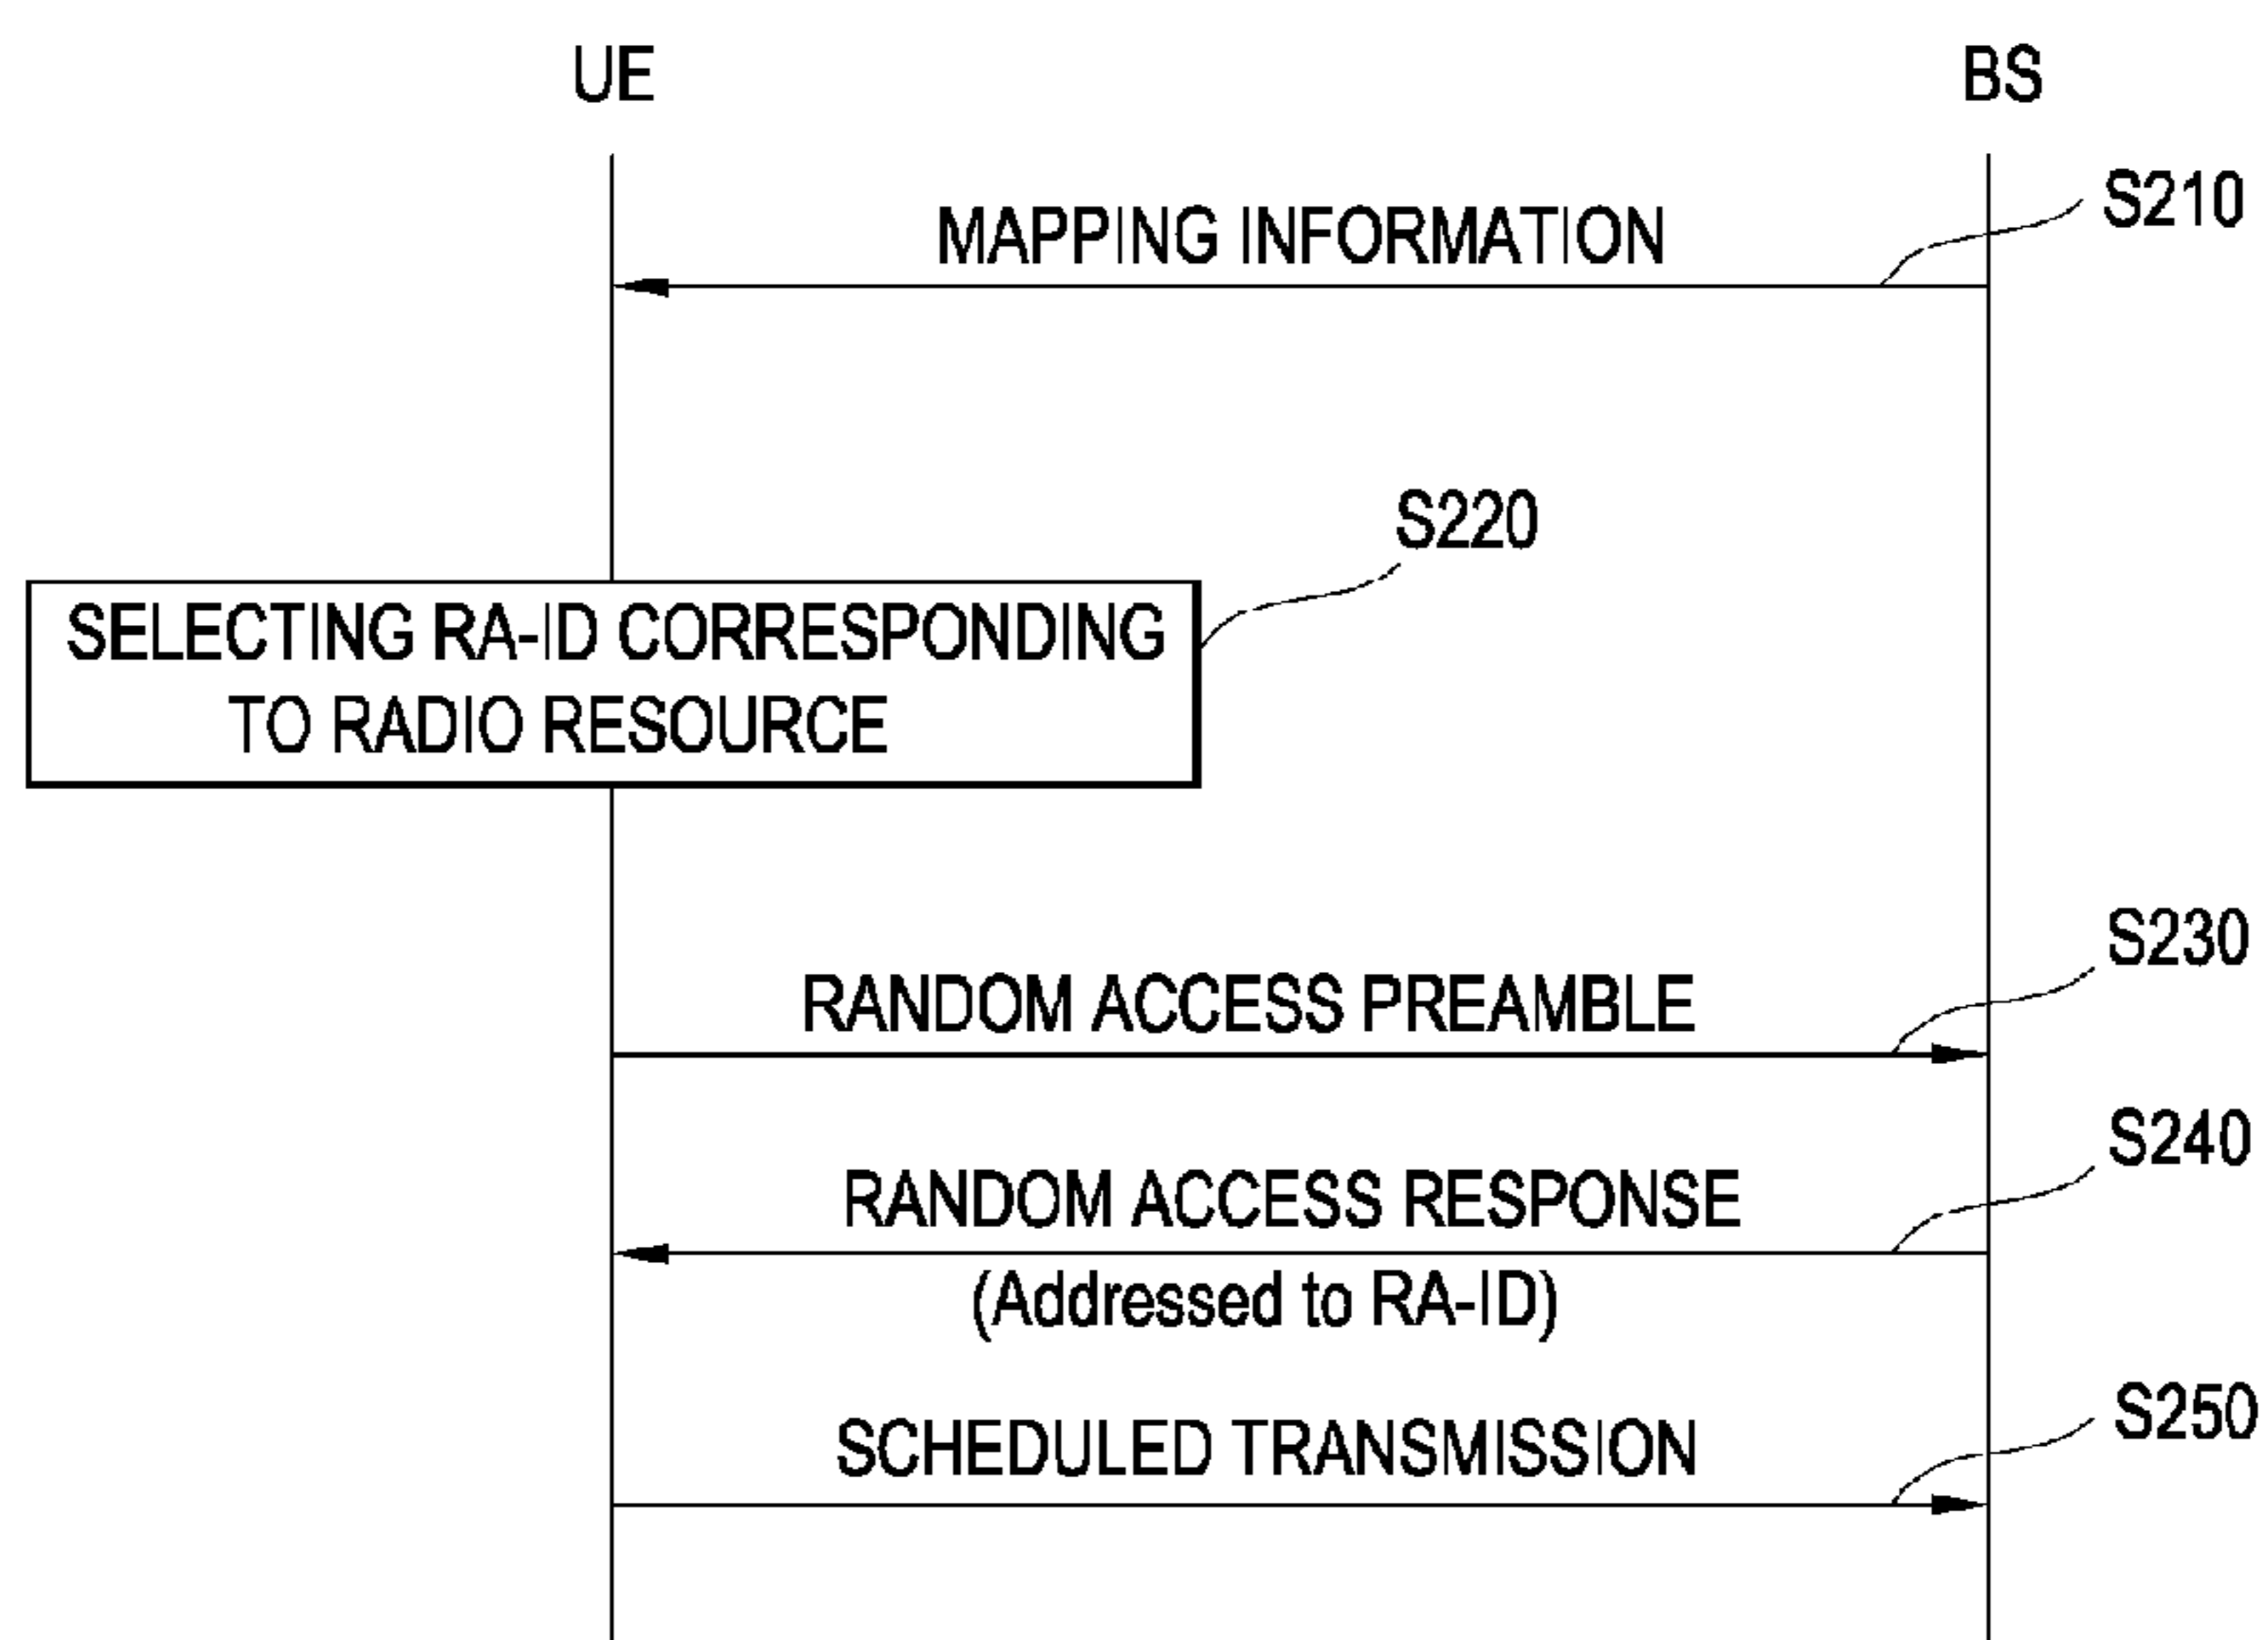 UE
BS
S210
MAPPING INFORMATION
S220
SELECTING RA-ID CORRESPONDING
TO RADIO RESOURCE
S230
RANDOM ACCESS PREAMBLE
S240
RANDOM ACCESS RESPONSE
(Addressed to RA-ID)
S250
SCHEDULED TRANSMISSION